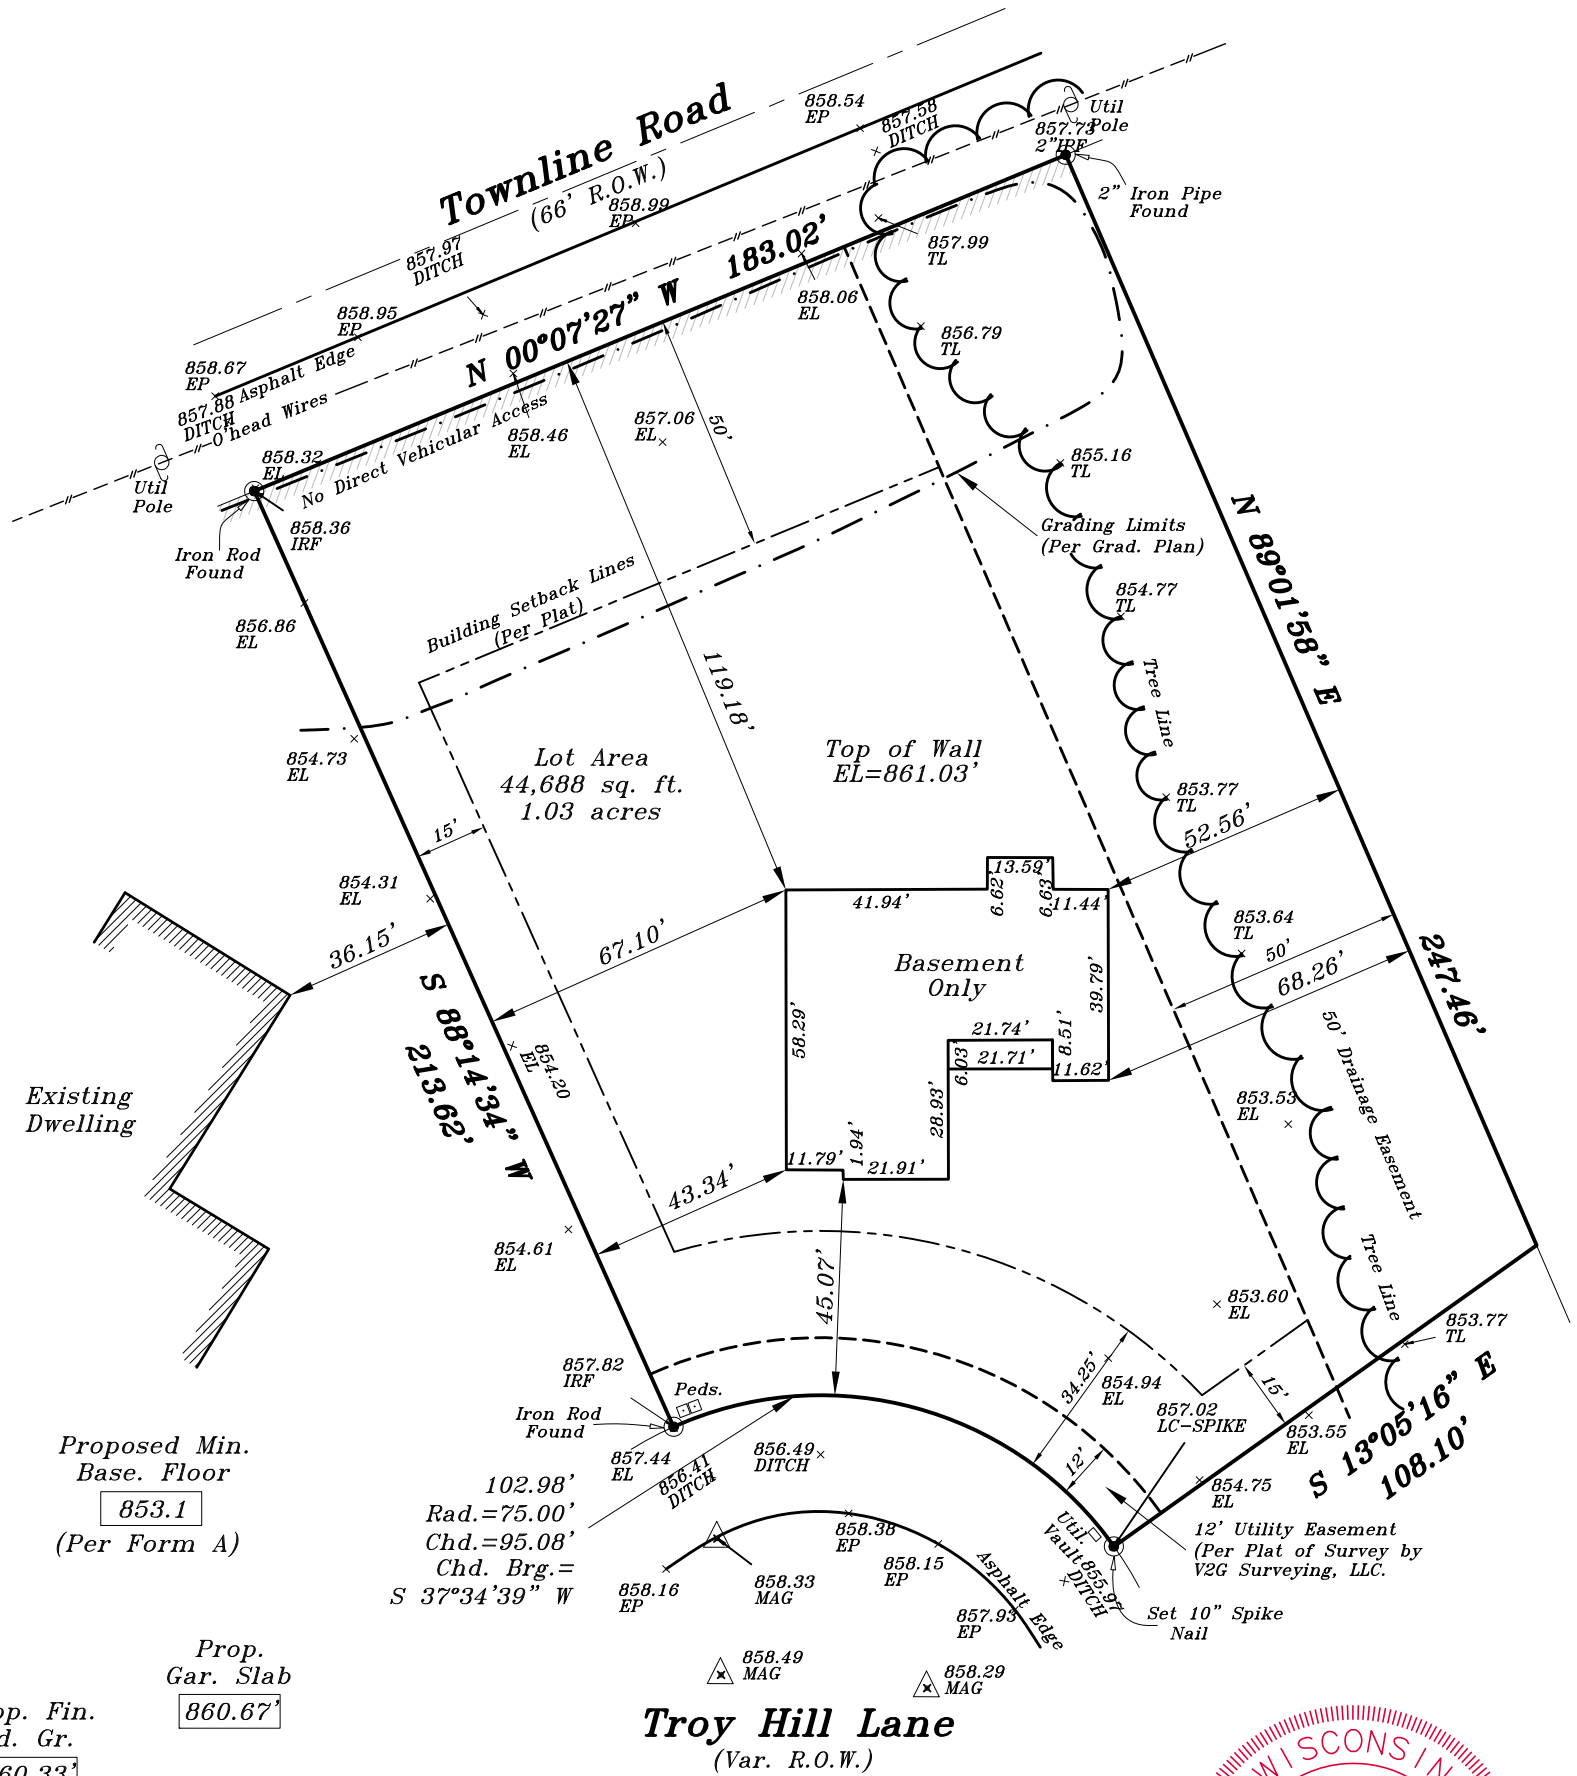 Townline Road
(66' R.O.W.)
858.54
EP
857.58
DITCH
Util
Pole
857.73
2"IRF
2" Iron Pipe
Found
858.99
EP
857.97
DITCH
857.99
TL
N 00°07'27" W 183.02'
858.06
EL
858.95
EP
858.67
EP
Asphalt Edge
857.88
DITCH
O'head Wires
856.79
TL
No Direct Vehicular Access
858.46
EL
857.06
EL
50'
858.32
EL
Util
Pole
858.36
IRF
Iron Rod
Found
855.16
TL
Grading Limits
(Per Grad. Plan)
N 89°01'58" E
247.46'
Building Setback Lines
(Per Plat)
856.86
EL
854.77
TL
Tree Line
119.18'
854.73
EL
Lot Area
44,688 sq. ft.
1.03 acres
Top of Wall
EL=861.03'
15'
853.77
TL
52.56'
854.31
EL
36.15'
67.10'
41.94'
13.59'
6.62'
6.63'
11.44'
853.64
TL
50'
68.26'
Basement
Only
39.79'
58.29'
S 88°14'34" W
213.62'
854.20
EL
21.74'
8.51'
21.71'
6.03'
11.62'
28.93'
50' Drainage Easement
853.53
EL
Existing
Dwelling
11.79'
1.94'
21.91'
43.34'
854.61
EL
45.07'
Tree Line
853.60
EL
853.77
TL
857.82
IRF
Peds.
34.25'
854.94
EL
15'
857.02
LC-SPIKE
Iron Rod
Found
857.44
EL
856.41
DITCH
856.49
DITCH
12'
853.55
EL
S 13°05'16" E
108.10'
Proposed Min.
Base. Floor
853.1
(Per Form A)
102.98'
Rad.=75.00'
Chd.=95.08'
Chd. Brg.=
S 37°34'39" W
854.75
EL
12' Utility Easement
(Per Plat of Survey by
V2G Surveying, LLC.
858.38
EP
858.15
EP
Util.
Vault
855.97
DITCH
858.16
EP
858.33
MAG
857.93
EP
Asphalt Edge
Set 10" Spike
Nail
Prop.
Gar. Slab
860.67'
858.49
MAG
858.29
MAG
op. Fin.
d. Gr.
60.33'
Troy Hill Lane
(Var. R.O.W.)
WISCONSIN